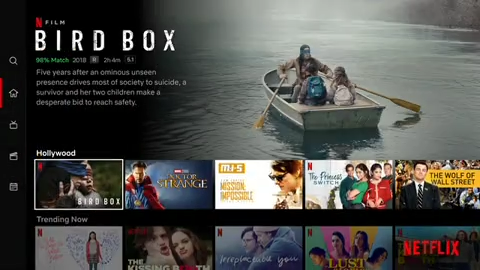 N FILM
BIRD BOX
98% Match 2018 R 2h 4m 5.1
Five years after an ominous unseen
presence drives most of society to suicide, a
survivor and her two children make a
desperate bid to reach safety.
Hollywood
N
BIRD BOX
DOCTOR
STRANGE
M:I-5
MISSION:
IMPOSSIBLE
N
The Princess
SWITCH
THE WOLF OF
WALL STREET
Trending Now
N
N
THE
KISSING BOOTH
N
Irreplaceable you
N
LUST
NETFLIX